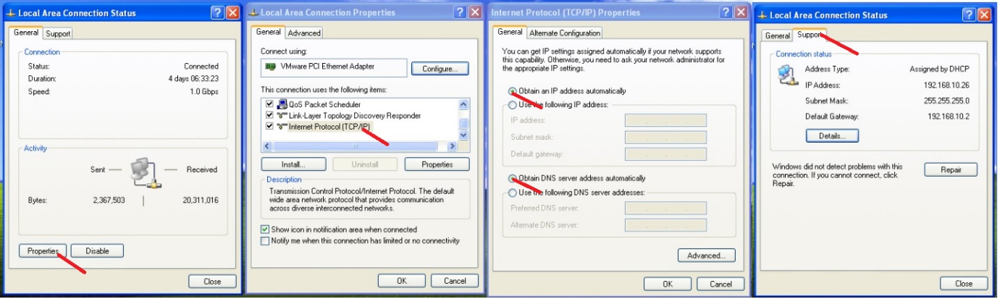 Local Area Connection Status
General Support
Connection
Status: Connected
Duration: 4 days 06:33:23
Speed: 1.0 Gbps
Activity
Sent — — Received
Bytes: 2,367,503 | 20,311,016
Properties Disable
Close
Local Area Connection Properties
General Advanced
Connect using:
VMware PCI Ethernet Adapter Configure...
This connection uses the following items:
QoS Packet Scheduler
Link-Layer Topology Discovery Responder
Internet Protocol (TCP/IP)
Install... Uninstall Properties
Description
Transmission Control Protocol/Internet Protocol. The default
wide area network protocol that provides communication
across diverse interconnected networks.
Show icon in notification area when connected
Notify me when this connection has limited or no connectivity
OK Cancel
Internet Protocol (TCP/IP) Properties
General Alternate Configuration
You can get IP settings assigned automatically if your network supports
this capability. Otherwise, you need to ask your network administrator for
the appropriate IP settings.
Obtain an IP address automatically
Use the following IP address:
IP address:
Subnet mask:
Default gateway:
Obtain DNS server address automatically
Use the following DNS server addresses:
Preferred DNS server:
Alternate DNS server:
Advanced...
OK Cancel
Local Area Connection Status
General Support
Connection status
Address Type: Assigned by DHCP
IP Address: 192.168.10.26
Subnet Mask: 255.255.255.0
Default Gateway: 192.168.10.2
Details...
Windows did not detect problems with this
connection. If you cannot connect, click
Repair.
Repair
Close